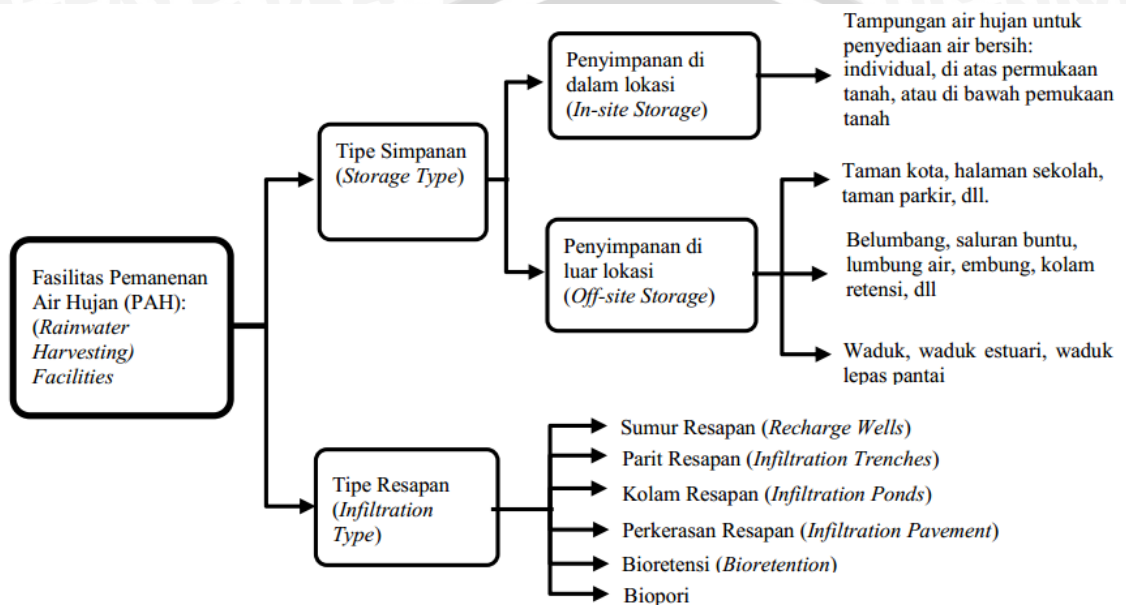 Fasilitas Pemanenan
Air Hujan (PAH):
(Rainwater
Harvesting)
Facilities
Tipe Simpanan
(Storage Type)
Penyimpanan di
dalam lokasi
(In-site Storage)
Tampungan air hujan untuk
penyediaan air bersih:
individual, di atas permukaan
tanah, atau di bawah pemukaan
tanah
Penyimpanan di
luar lokasi
(Off-site Storage)
Taman kota, halaman sekolah,
taman parkir, dll.
Belumbang, saluran buntu,
lumbung air, embung, kolam
retensi, dll
Waduk, waduk estuari, waduk
lepas pantai
Tipe Resapan
(Infiltration
Type)
Sumur Resapan (Recharge Wells)
Parit Resapan (Infiltration Trenches)
Kolam Resapan (Infiltration Ponds)
Perkerasan Resapan (Infiltration Pavement)
Bioretensi (Bioretention)
Biopori